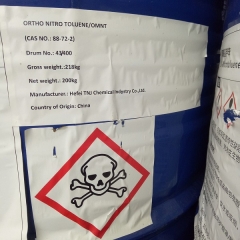 ORTHO NITRO TOLUENE/OMNT
(CAS NO.: 88-72-2)
Drum No.: 43/400
Gross weight.:218kg
Net weight.: 200kg
Manufacturer : Hefei TNJ Chemical Industry Co.,Ltd.
Country of Origin: China